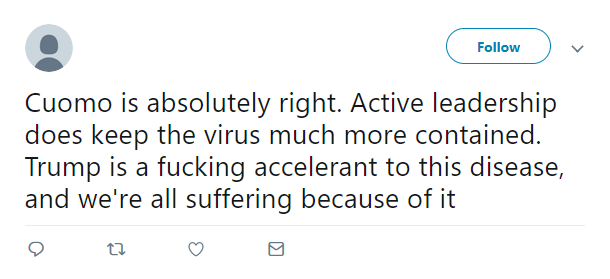 Follow
Cuomo is absolutely right. Active leadership
does keep the virus much more contained.
Trump is a fucking accelerant to this disease,
and we're all suffering because of it